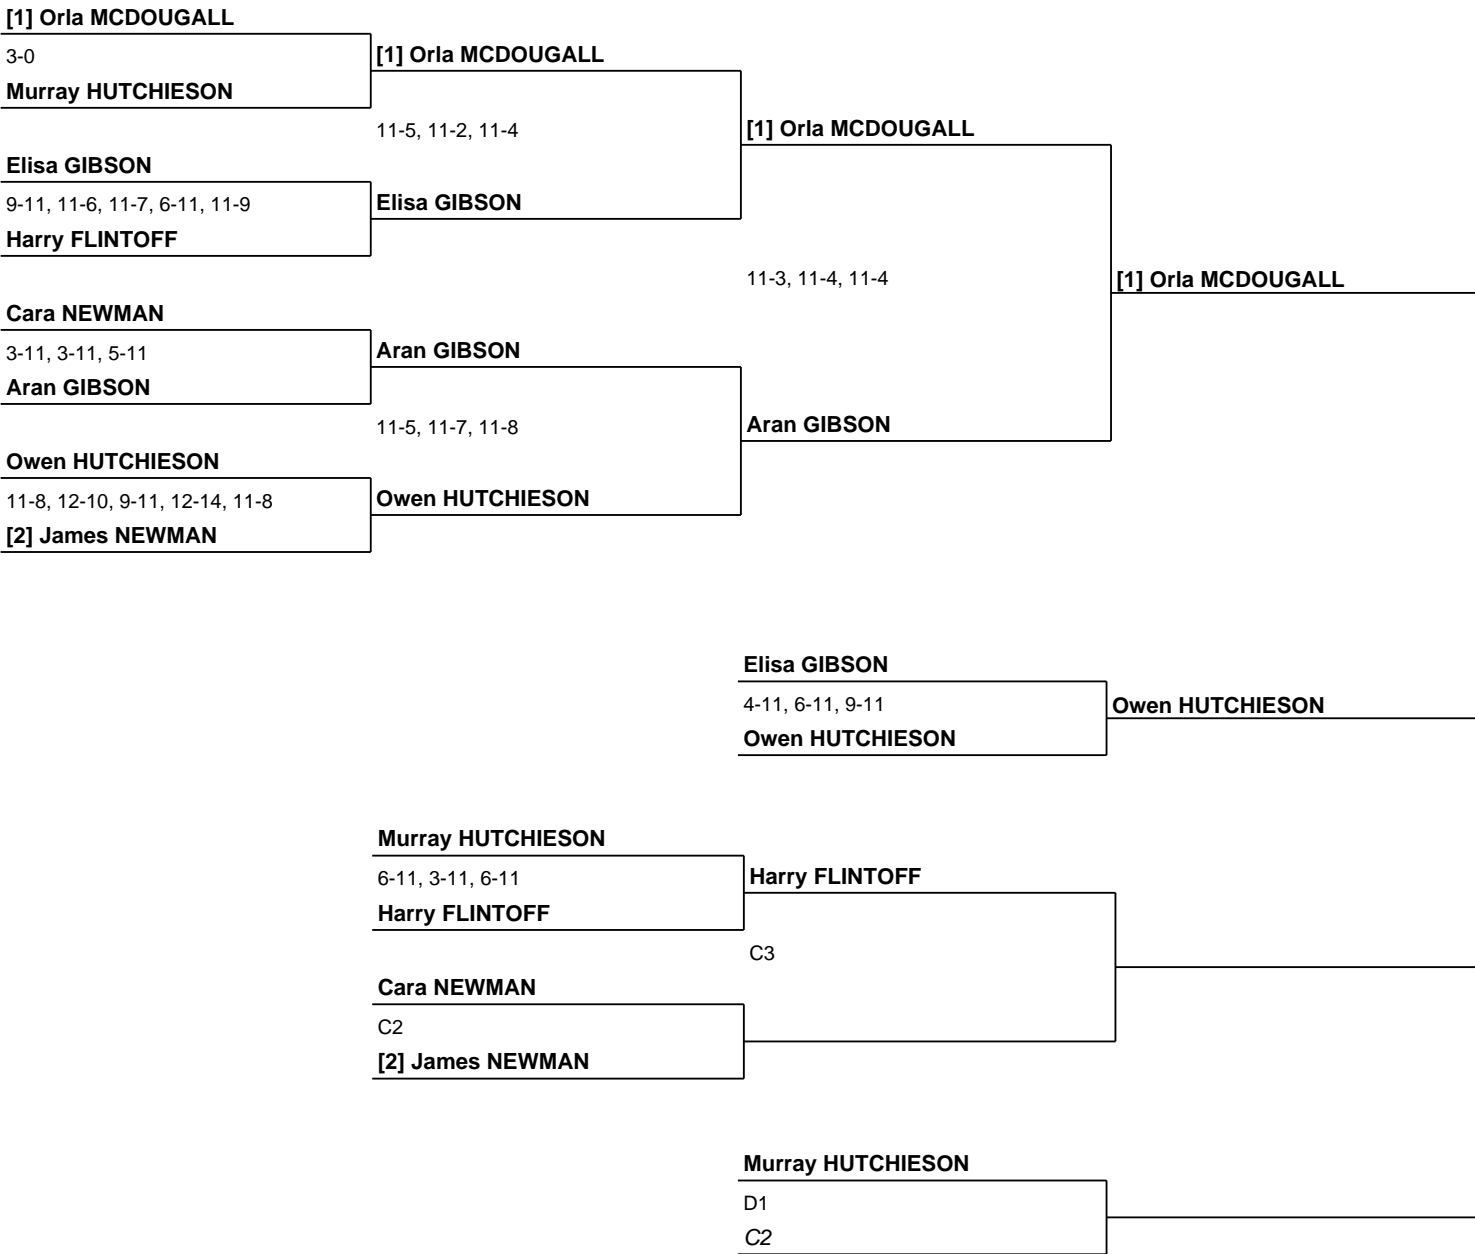 [1] Orla MCDOUGALL
3-0
[1] Orla MCDOUGALL
Murray HUTCHIESON
11-5, 11-2, 11-4
[1] Orla MCDOUGALL
Elisa GIBSON
9-11, 11-6, 11-7, 6-11, 11-9
Elisa GIBSON
Harry FLINTOFF
11-3, 11-4, 11-4
[1] Orla MCDOUGALL
Cara NEWMAN
3-11, 3-11, 5-11
Aran GIBSON
Aran GIBSON
11-5, 11-7, 11-8
Aran GIBSON
Owen HUTCHIESON
11-8, 12-10, 9-11, 12-14, 11-8
Owen HUTCHIESON
[2] James NEWMAN
Elisa GIBSON
4-11, 6-11, 9-11
Owen HUTCHIESON
Owen HUTCHIESON
Murray HUTCHIESON
6-11, 3-11, 6-11
Harry FLINTOFF
Harry FLINTOFF
C3
Cara NEWMAN
C2
[2] James NEWMAN
Murray HUTCHIESON
D1
C2